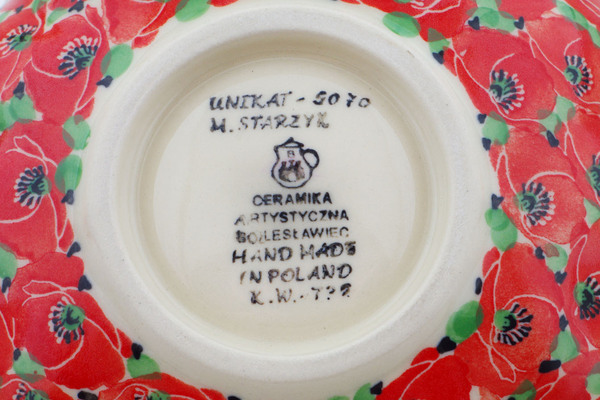 UNIKAT - 5070
M. STARZYK
CERAMIKA
ARTYSTYCZNA
BOLESŁAWIEC
HAND MADE
IN POLAND
K.W.-